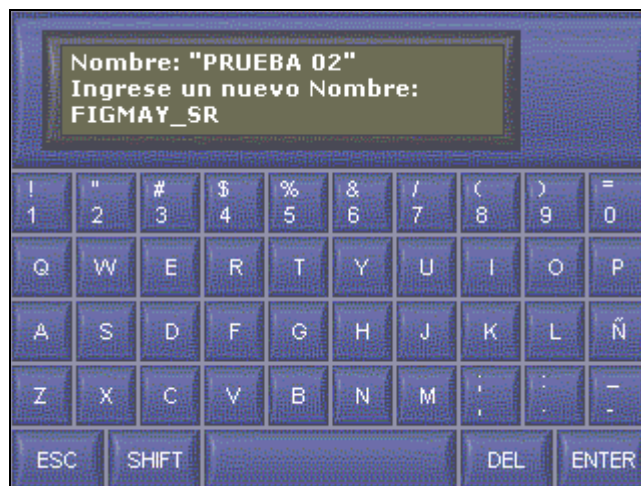 Nombre: "PRUEBA 02"
Ingrese un nuevo Nombre:
FIGMAY_SR
! " # $ % & / ( ) =
1 2 3 4 5 6 7 8 9 0
Q W E R T Y U I O P
A S D F G H J K L Ñ
Z X C V B N M ; : _
, . -
ESC SHIFT DEL ENTER